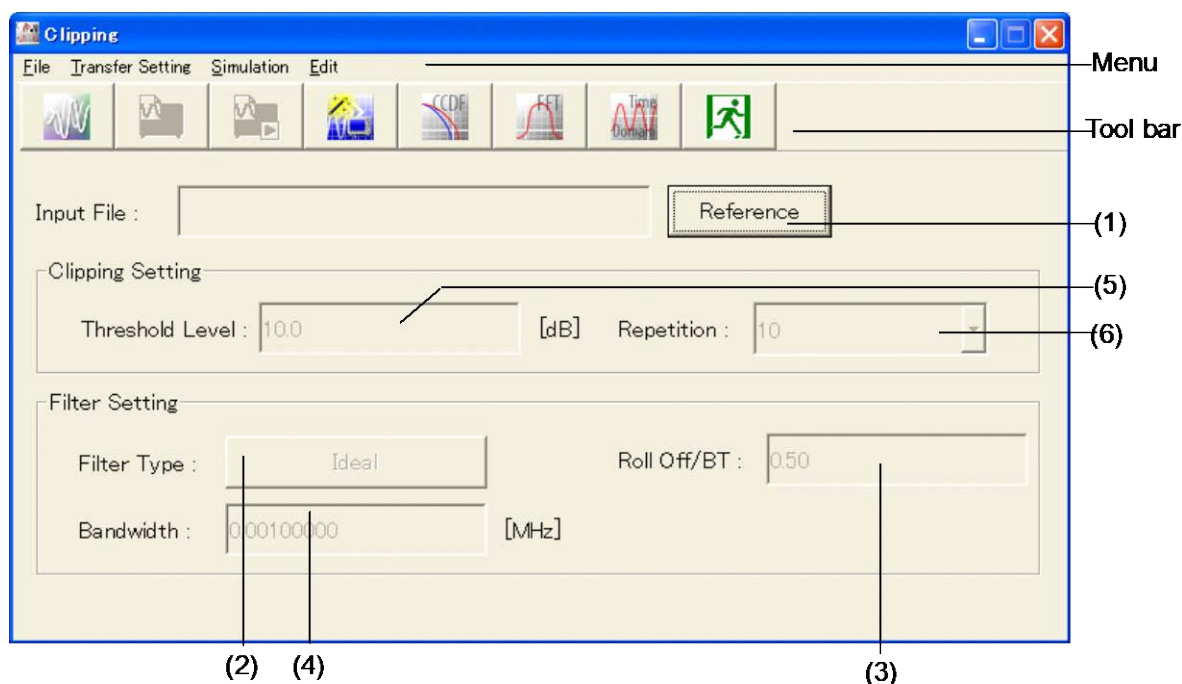 Clipping
File Transfer Setting Simulation Edit
Menu
CCDF
FFT
Time
Domain
Tool bar
Input File :
Reference
(1)
Clipping Setting
(5)
Threshold Level : 10.0 [dB] Repetition : 10
(6)
Filter Setting
Filter Type : Ideal Roll Off/BT : 0.50
Bandwidth : 0.00100000 [MHz]
(2) (4) (3)